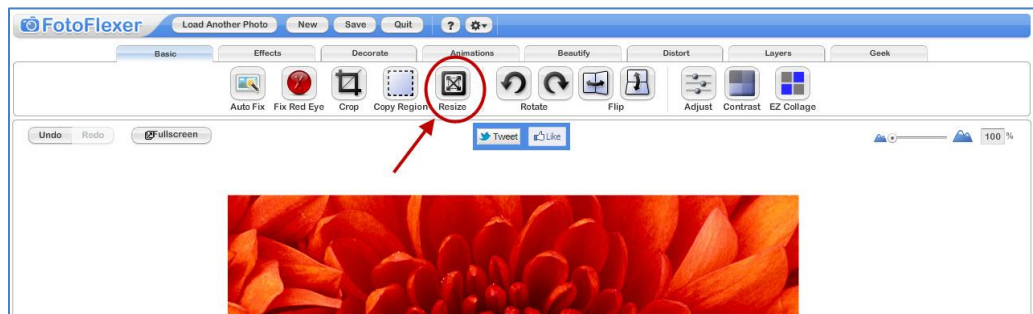 FotoFlexer Load Another Photo New Save Quit ?
Basic Effects Decorate Animations Beautify Distort Layers Geek
Auto Fix Fix Red Eye Crop Copy Region Resize Rotate Flip Adjust Contrast EZ Collage
Undo Redo Fullscreen Tweet Like 100 %